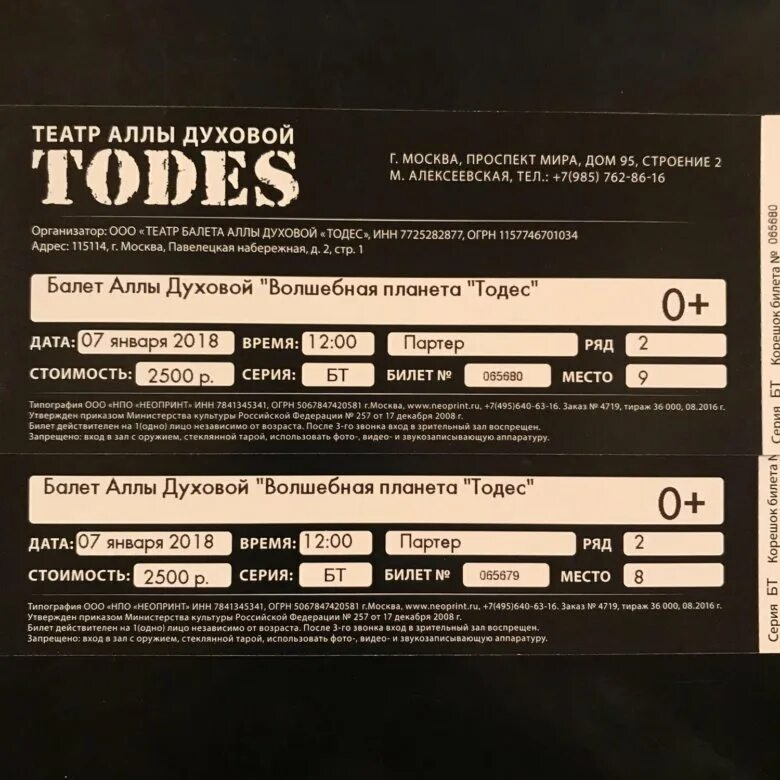 ТЕАТР АЛЛЫ ДУХОВОЙ
TODES
Г. МОСКВА, ПРОСПЕКТ МИРА, ДОМ 95, СТРОЕНИЕ 2
М. АЛЕКСЕЕВСКАЯ, ТЕЛ.: +7(985) 762-86-16
Организатор: ООО «ТЕАТР БАЛЕТА АЛЛЫ ДУХОВОЙ «ТОДЕС», ИНН 7725282877, ОГРН 1157746701034
Адрес: 115114, г. Москва, Павелецкая набережная, д. 2, стр. 1
Балет Аллы Духовой "Волшебная планета "Тодес" 0+
ДАТА: 07 января 2018 ВРЕМЯ: 12:00 Партер РЯД 2
СТОИМОСТЬ: 2500 р. СЕРИЯ: БТ БИЛЕТ № 065680 МЕСТО 9
Типография ООО «НПО «НЕОПРИНТ» ИНН 7841345341, ОГРН 5067847420581 г.Москва, www.neoprint.ru, +7(495)640-63-16. Заказ № 4719, тираж 36 000, 08.2016 г.
Утвержден приказом Министерства культуры Российской Федерации № 257 от 17 декабря 2008 г.
Билет действителен на 1(одно) лицо независимо от возраста. После 3-го звонка вход в зрительный зал воспрещен.
Запрещено: вход в зал с оружием, стеклянной тарой, использовать фото-, видео- и звукозаписывающую аппаратуру.
Серия БТ Корешок билета № 065680
Балет Аллы Духовой "Волшебная планета "Тодес" 0+
ДАТА: 07 января 2018 ВРЕМЯ: 12:00 Партер РЯД 2
СТОИМОСТЬ: 2500 р. СЕРИЯ: БТ БИЛЕТ № 065679 МЕСТО 8
Типография ООО «НПО «НЕОПРИНТ» ИНН 7841345341, ОГРН 5067847420581 г.Москва, www.neoprint.ru, +7(495)640-63-16. Заказ № 4719, тираж 36 000, 08.2016 г.
Утвержден приказом Министерства культуры Российской Федерации № 257 от 17 декабря 2008 г.
Билет действителен на 1(одно) лицо независимо от возраста. После 3-го звонка вход в зрительный зал воспрещен.
Запрещено: вход в зал с оружием, стеклянной тарой, использовать фото-, видео- и звукозаписывающую аппаратуру.
Серия БТ Корешок билета